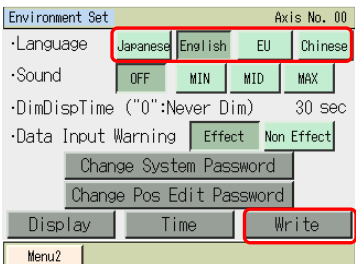 Environment Set Axis No. 00
·Language Japanese English EU Chinese
·Sound OFF MIN MID MAX
·DimDispTime ("0":Never Dim) 30 sec
·Data Input Warning Effect Non Effect
Change System Password
Change Pos Edit Password
Display Time Write
Menu2